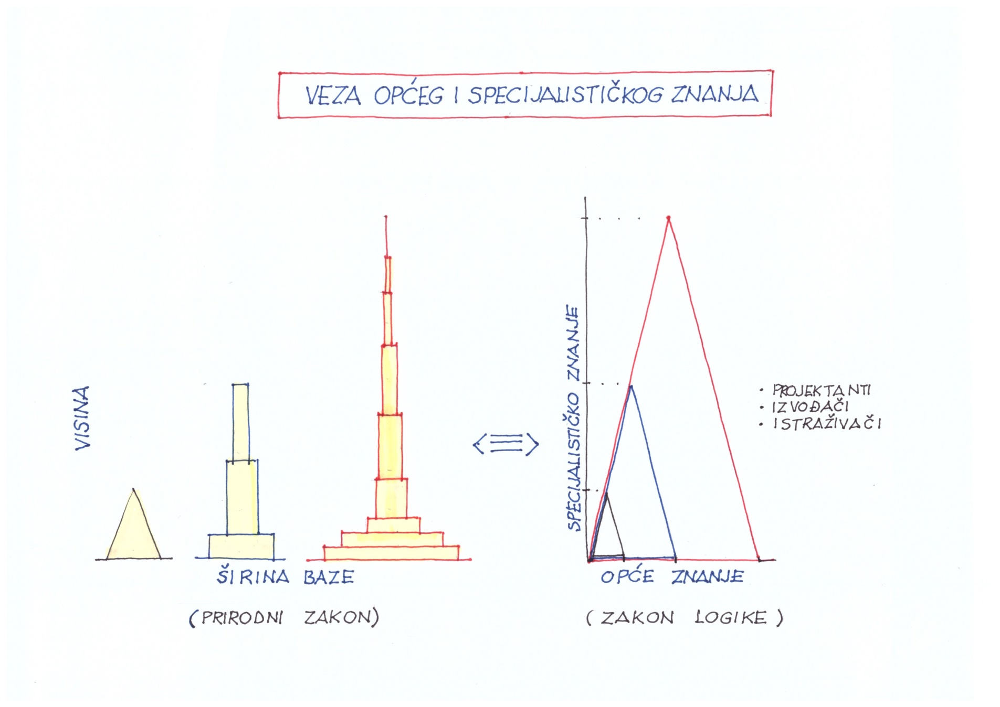 VEZA OPĆEG I SPECIJALISTIČKOG ZNANJA
VISINA
ŠIRINA BAZE
(PRIRODNI ZAKON)
SPECIJALISTIČKO ZNANJE
OPĆE ZNANJE
(ZAKON LOGIKE)
• PROJEKTANTI
• IZVOĐAČI
• ISTRAŽIVAČI